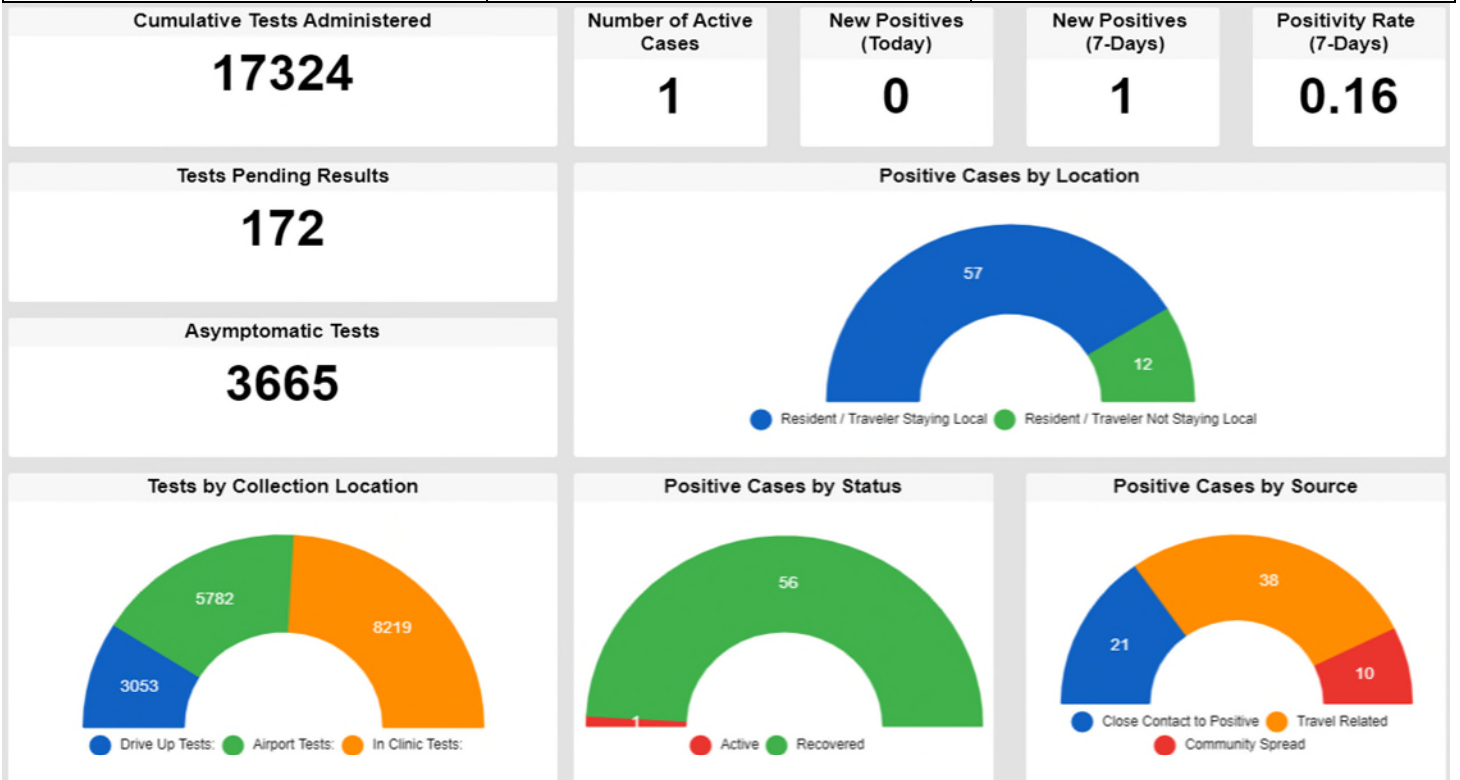 Cumulative Tests Administered
17324
Number of Active
Cases
1
New Positives
(Today)
0
New Positives
(7-Days)
1
Positivity Rate
(7-Days)
0.16
Tests Pending Results
172
Asymptomatic Tests
3665
Positive Cases by Location
57
12
Resident / Traveler Staying Local Resident / Traveler Not Staying Local
Tests by Collection Location
5782
8219
3053
Drive Up Tests: Airport Tests: In Clinic Tests:
Positive Cases by Status
56
1
Active Recovered
Positive Cases by Source
38
21
10
Close Contact to Positive Travel Related
Community Spread